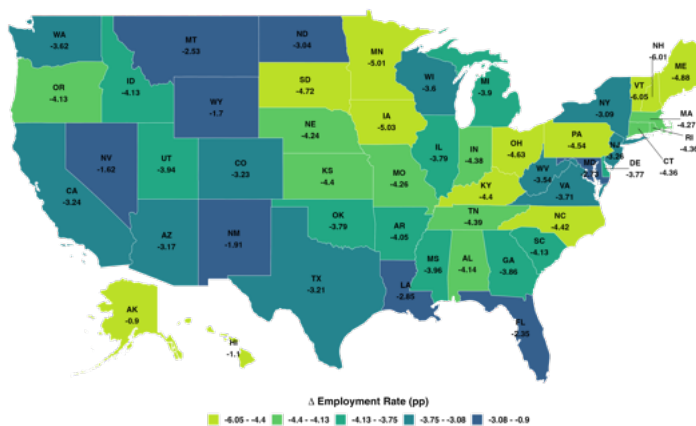 WA
-3.62
OR
-4.13
CA
-3.24
NV
-1.62
ID
-4.13
MT
-2.53
WY
-1.7
UT
-3.94
AZ
-3.17
CO
-3.23
NM
-1.91
ND
-3.04
SD
-4.72
NE
-4.24
KS
-4.4
OK
-3.79
TX
-3.21
MN
-5.01
IA
-5.03
MO
-4.26
AR
-4.05
LA
-2.85
WI
-3.6
IL
-3.79
MS
-3.96
MI
-3.9
IN
-4.38
KY
-4.4
TN
-4.39
AL
-4.14
OH
-4.63
GA
-3.86
FL
-2.35
SC
-4.13
NC
-4.42
WV
-3.54
VA
-3.71
PA
-4.54
NY
-3.09
NJ
-3.26
MD
VT
-6.05
NH
-6.01
ME
-4.88
MA
-4.27
RI
CT
-4.36
DE
-3.77
AK
-0.9
HI
-1.1
Δ Employment Rate (pp)
-6.05 - -4.4
-4.4 - -4.13
-4.13 - -3.75
-3.75 - -3.08
-3.08 - -0.9